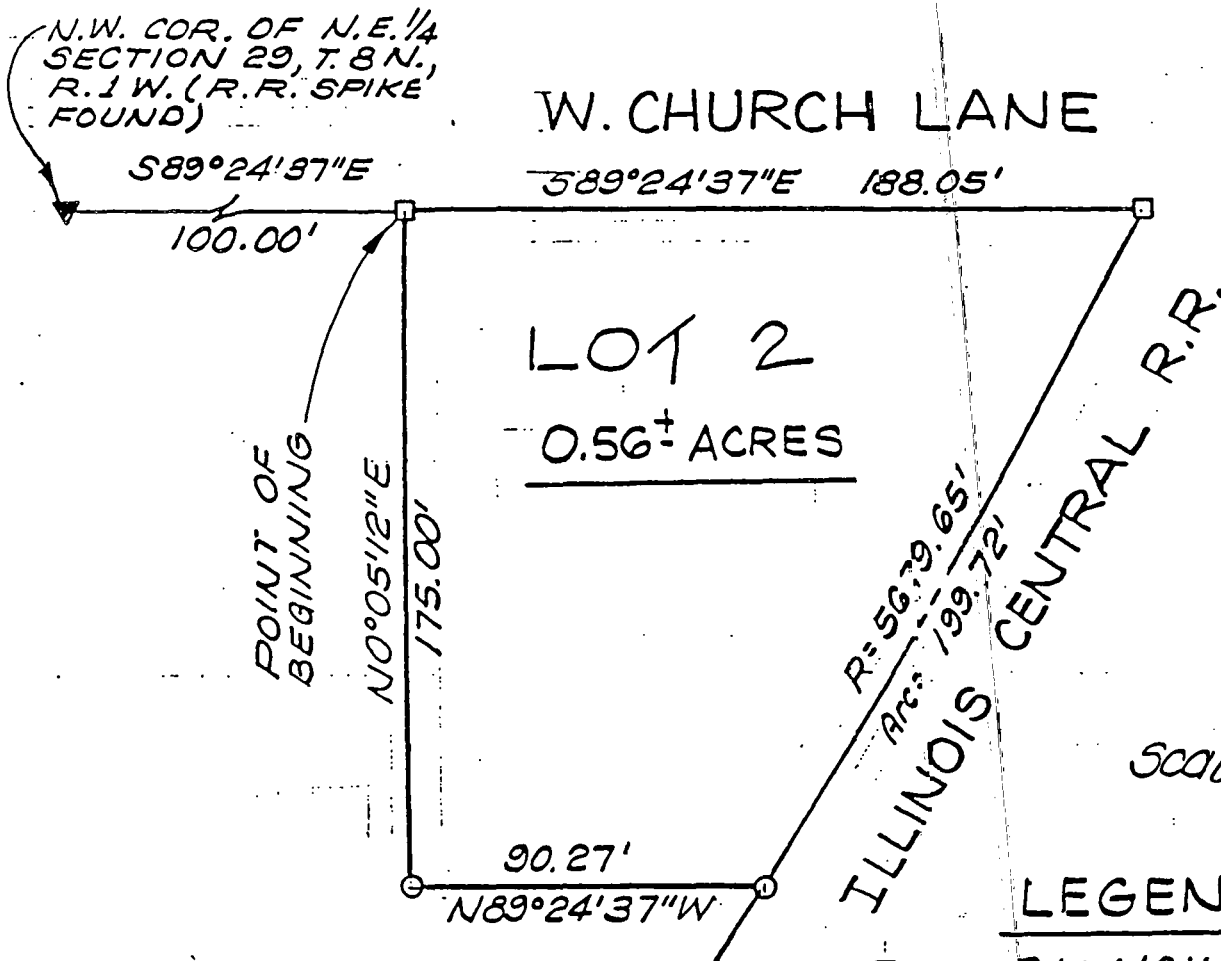 N.W. COR. OF N.E. 1/4
SECTION 29, T. 8 N.,
R. 1 W. (R.R. SPIKE
FOUND)
W. CHURCH LANE
S89°24'37"E
100.00'
S89°24'37"E 188.05'
LOT 2
0.56± ACRES
POINT OF
BEGINNING
N0°05'12"E
175.00'
R=5679.65'
Arc= 199.72'
ILLINOIS CENTRAL R.R.
90.27'
N89°24'37"W
LEGEN